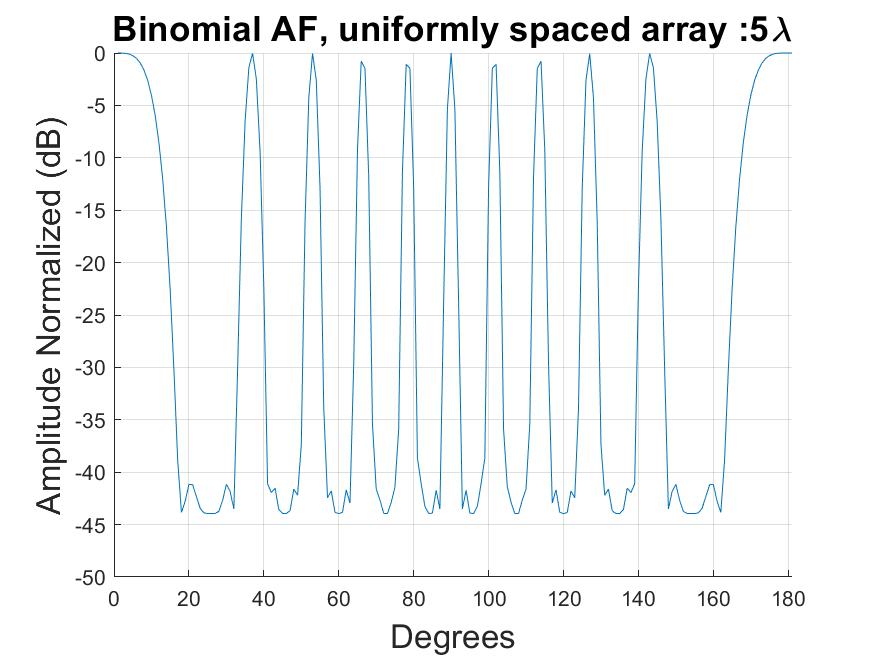 Binomial AF, uniformly spaced array :5λ
Amplitude Normalized (dB)
0
-5
-10
-15
-20
-25
-30
-35
-40
-45
-50
0 20 40 60 80 100 120 140 160 180
Degrees